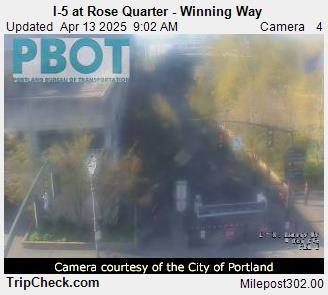 I-5 at Rose Quarter - Winning Way
Updated Apr 13 2025 9:02 AM Camera 4
PBOT
PORTLAND BUREAU OF TRANSPORTATION
Camera courtesy of the City of Portland
TripCheck.com Milepost302.00